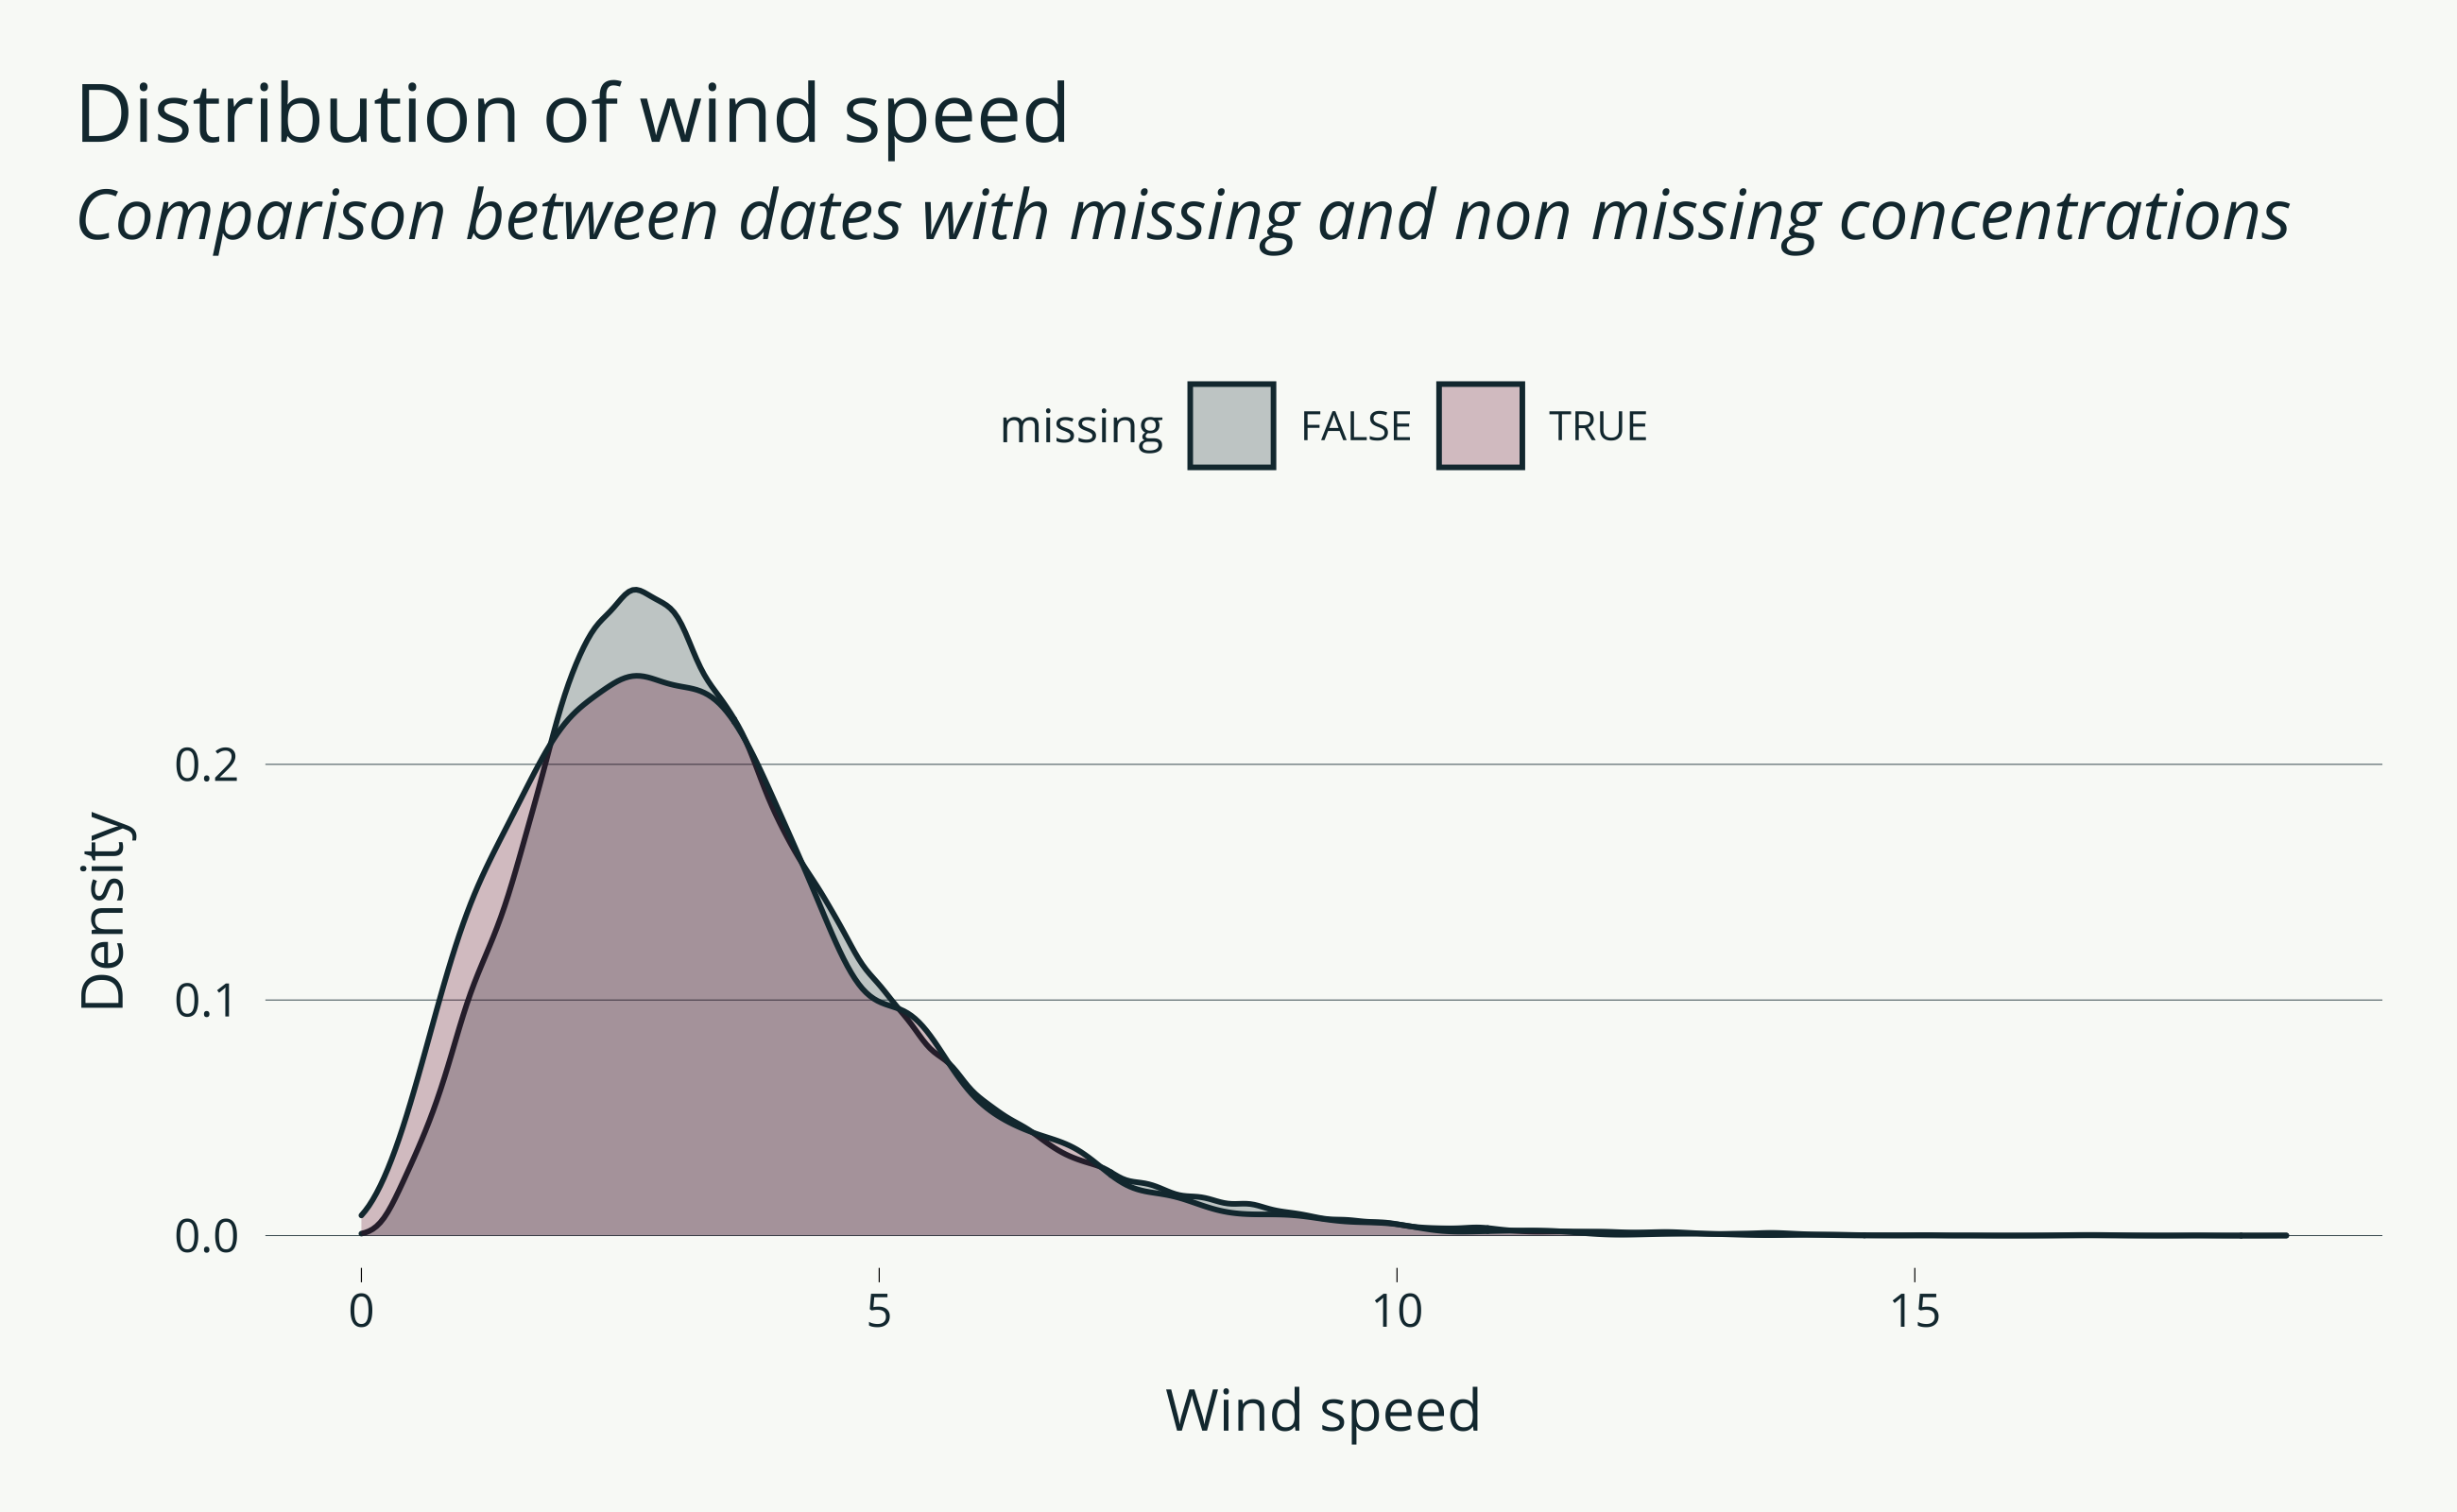 Distribution of wind speed
Comparison between dates with missing and non missing concentrations
missing FALSE TRUE
Density
0.2
0.1
0.0
0 5 10 15
Wind speed